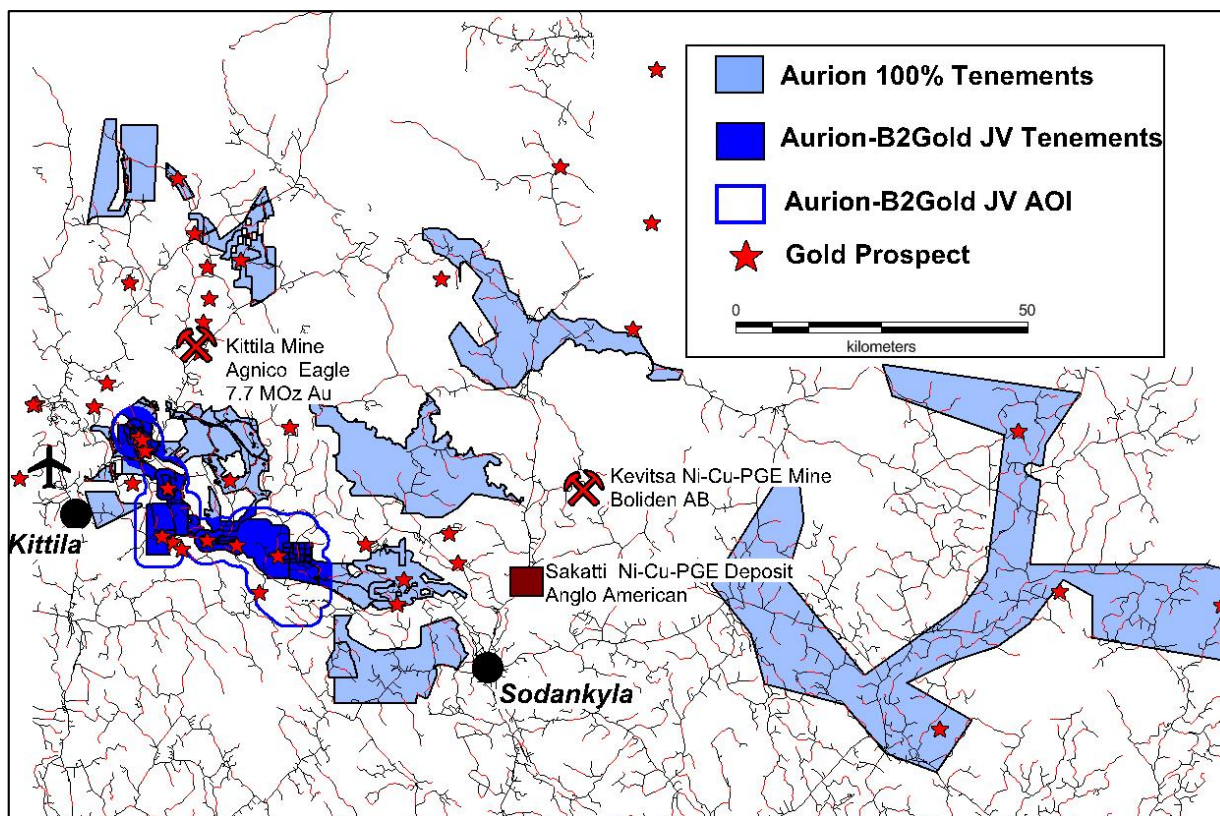 Aurion 100% Tenements
Aurion-B2Gold JV Tenements
Aurion-B2Gold JV AOI
Gold Prospect
0 50
kilometers
Kittila Mine
Agnico Eagle
7.7 MOz Au
Kevitsa Ni-Cu-PGE Mine
Boliden AB
Kittila
Sakatti Ni-Cu-PGE Deposit
Anglo American
Sodankyla